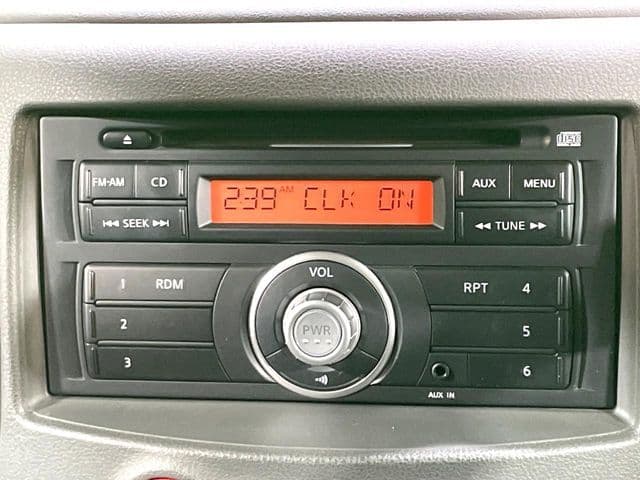 disc
FM·AM CD 2:39 AM CLK ON AUX MENU
SEEK TUNE
VOL
1 RDM RPT 4
2 PWR 5
3 6
AUX IN